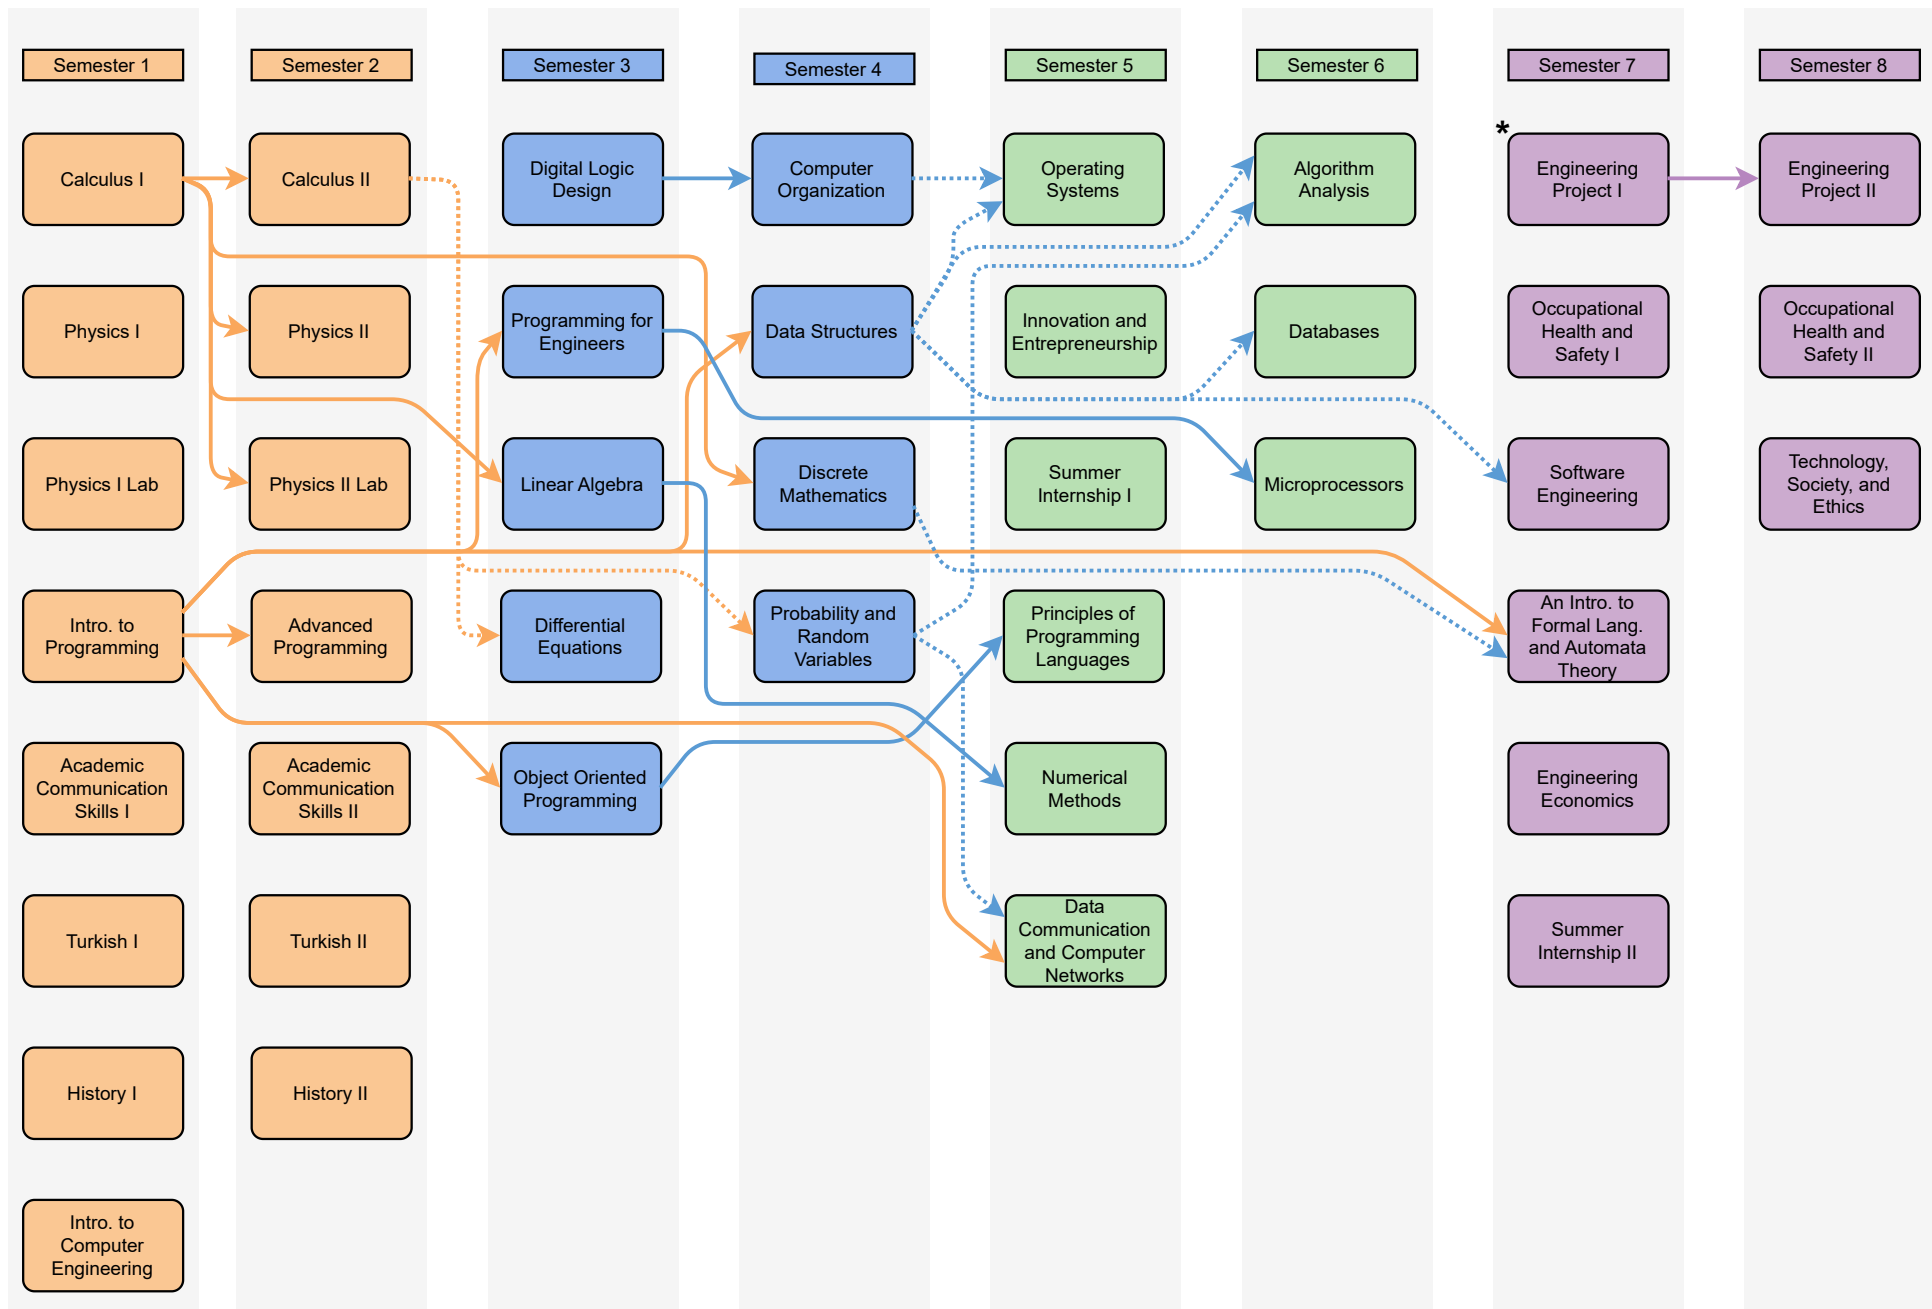 Semester 1
Semester 2
Semester 3
Semester 4
Semester 5
Semester 6
Semester 7
Semester 8
Calculus I
Calculus II
Digital Logic
Design
Computer
Organization
Operating
Systems
Algorithm
Analysis
*
Engineering
Project I
Engineering
Project II
Physics I
Physics II
Programming for
Engineers
Data Structures
Innovation and
Entrepreneurship
Databases
Occupational
Health and
Safety I
Occupational
Health and
Safety II
Physics I Lab
Physics II Lab
Linear Algebra
Discrete
Mathematics
Summer
Internship I
Microprocessors
Software
Engineering
Technology,
Society, and
Ethics
Intro. to
Programming
Advanced
Programming
Differential
Equations
Probability and
Random
Variables
Principles of
Programming
Languages
An Intro. to
Formal Lang.
and Automata
Theory
Academic
Communication
Skills I
Academic
Communication
Skills II
Object Oriented
Programming
Numerical
Methods
Engineering
Economics
Turkish I
Turkish II
Data
Communication
and Computer
Networks
Summer
Internship II
History I
History II
Intro. to
Computer
Engineering